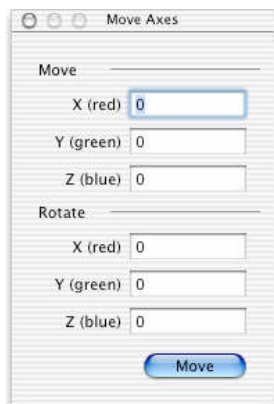 Move Axes
Move
X (red) 0
Y (green) 0
Z (blue) 0
Rotate
X (red) 0
Y (green) 0
Z (blue) 0
Move